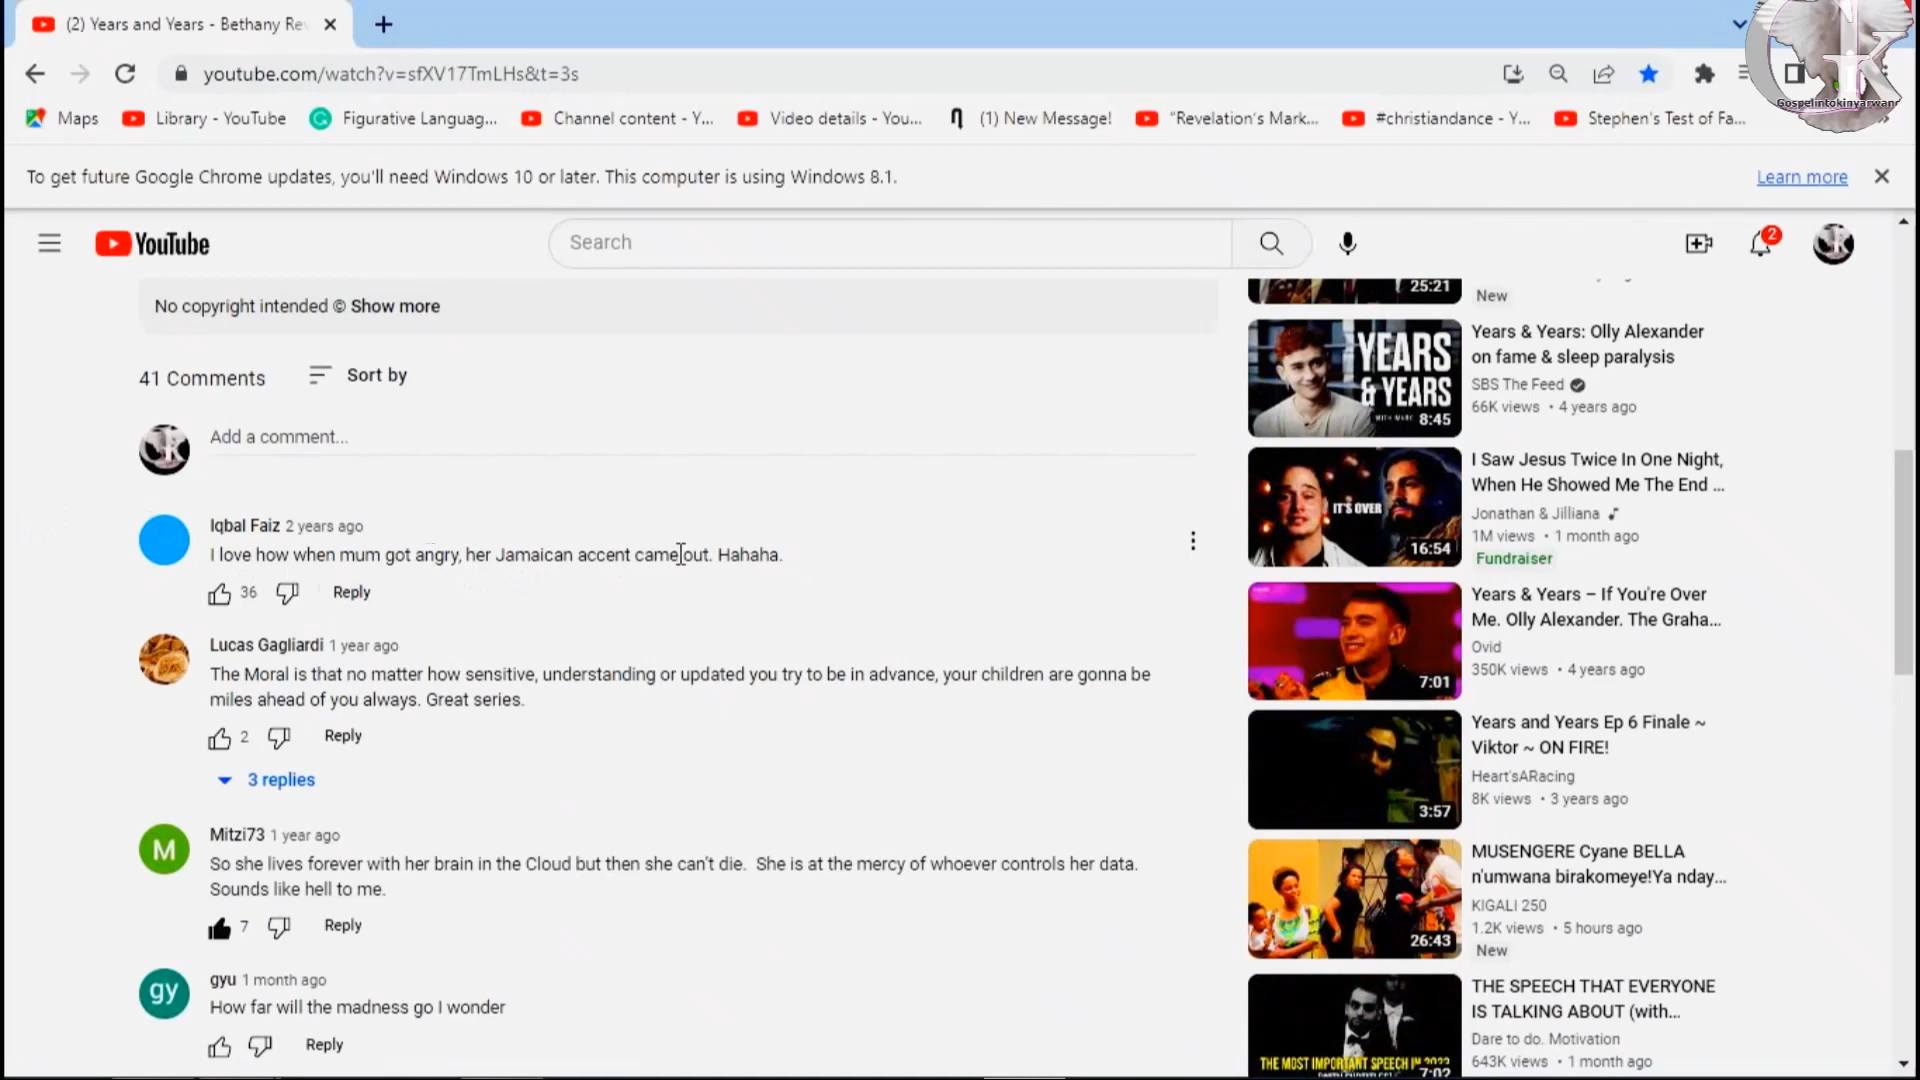 (2) Years and Years - Bethany Re
youtube.com/watch?v=sfXV17TmLHs&t=3s
Maps
Library - YouTube
Figurative Languag...
Channel content - Y...
Video details - You...
(1) New Message!
"Revelation's Mark...
#christiandance - Y...
Stephen's Test of Fa...
Gospelintokinyarwan
To get future Google Chrome updates, you'll need Windows 10 or later. This computer is using Windows 8.1.
Learn more
YouTube
Search
2
No copyright intended © Show more
41 Comments
Sort by
Add a comment...
Iqbal Faiz 2 years ago
I love how when mum got angry, her Jamaican accent came out. Hahaha.
36
Reply
Lucas Gagliardi 1 year ago
The Moral is that no matter how sensitive, understanding or updated you try to be in advance, your children are gonna be
miles ahead of you always. Great series.
2
Reply
3 replies
M
Mitzi73 1 year ago
So she lives forever with her brain in the Cloud but then she can't die. She is at the mercy of whoever controls her data.
Sounds like hell to me.
7
Reply
gy
gyu 1 month ago
How far will the madness go I wonder
Reply
25:21
New
YEARS
& YEARS
WITH MARC
8:45
Years & Years: Olly Alexander
on fame & sleep paralysis
SBS The Feed
66K views • 4 years ago
IT'S OVER
16:54
I Saw Jesus Twice In One Night,
When He Showed Me The End ...
Jonathan & Jilliana
1M views • 1 month ago
Fundraiser
7:01
Years & Years – If You're Over
Me. Olly Alexander. The Graha...
Ovid
350K views • 4 years ago
3:57
Years and Years Ep 6 Finale ~
Viktor ~ ON FIRE!
Heart'sARacing
8K views • 3 years ago
26:43
MUSENGERE Cyane BELLA
n'umwana birakomeye!Ya nday...
KIGALI 250
1.2K views • 5 hours ago
New
THE MOST IMPORTANT SPEECH IN 2022
7:02
THE SPEECH THAT EVERYONE
IS TALKING ABOUT (with...
Dare to do. Motivation
643K views • 1 month ago